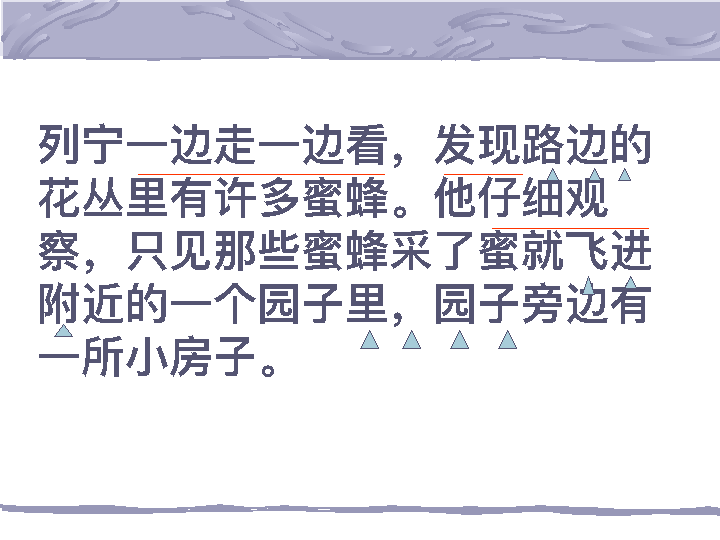 列宁一边走一边看，发现路边的
花丛里有许多蜜蜂。他仔细观
察，只见那些蜜蜂采了蜜就飞进
附近的一个园子里，园子旁边有
一所小房子。